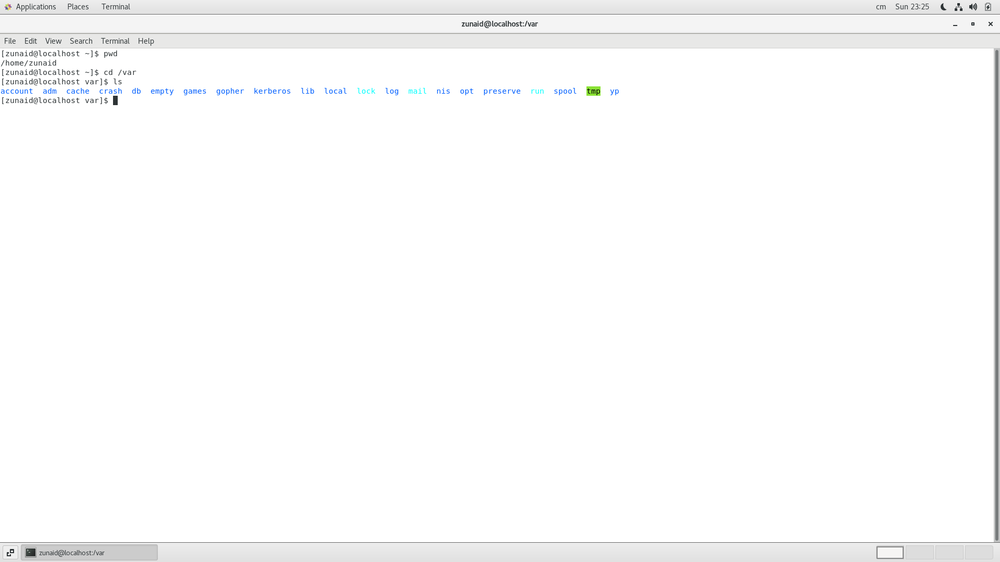 Applications Places Terminal cm Sun 23:25
zunaid@localhost:/var
File Edit View Search Terminal Help
[zunaid@localhost ~]$ pwd
/home/zunaid
[zunaid@localhost ~]$ cd /var
[zunaid@localhost var]$ ls
account adm cache crash db empty games gopher kerberos lib local lock log mail nis opt preserve run spool tmp yp
[zunaid@localhost var]$
zunaid@localhost:/var